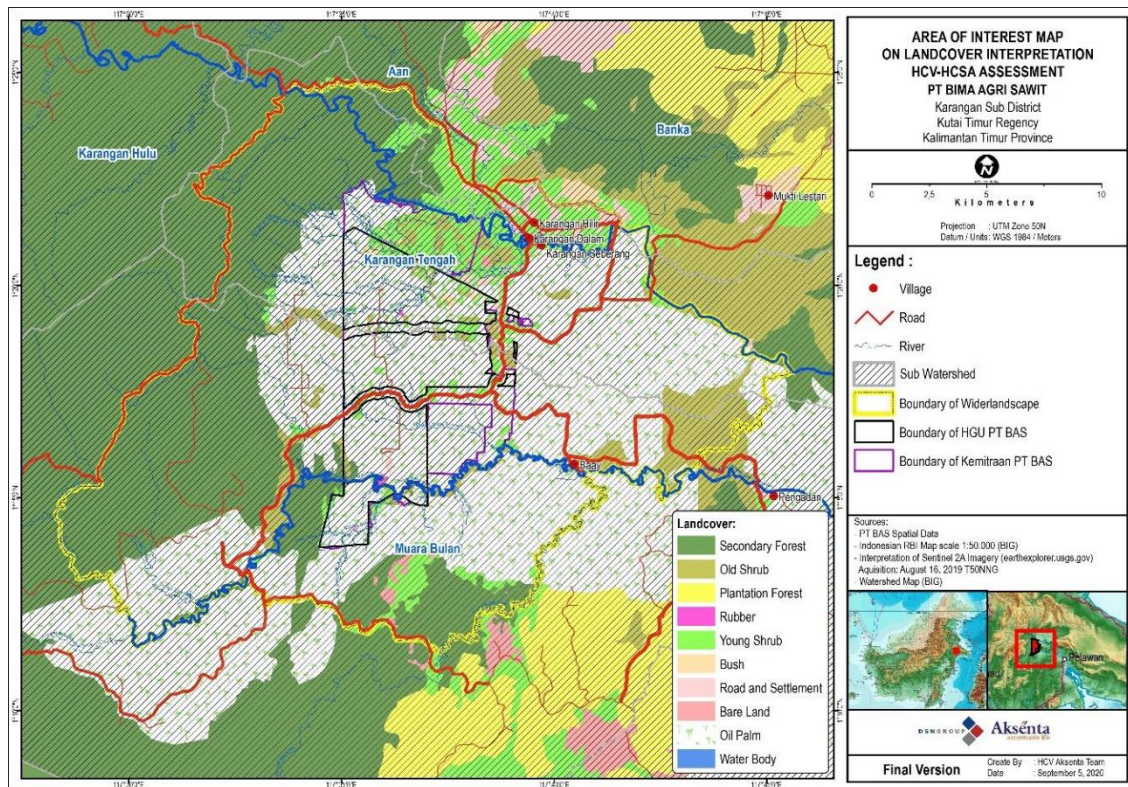 AREA OF INTEREST MAP
ON LANDCOVER INTERPRETATION
HCV-HCSA ASSESSMENT
PT BIMA AGRI SAWIT
Karangan Sub District
Kutai Timur Regency
Kalimantan Timur Province
N
0 2,5 5 10
Kilometers
Projection : UTM Zone 50N
Datum / Units: WGS 1984 / Meters
Legend :
Village
Road
River
Sub Watershed
Boundary of Widerlandscape
Boundary of HGU PT BAS
Boundary of Kemitraan PT BAS
Sources:
- PT BAS Spatial Data
- Indonesian RBI Map scale 1:50.000 (BIG)
- Interpretation of Sentinel 2A Imagery (earthexplorer.usgs.gov)
Aquisition: August 16, 2019 T50NNG
- Watershed Map (BIG)
Pelawan
DSNGROUP
Aksenta
Final Version
Create By : HCV Aksenta Team
Date : September 5, 2020
Aan
Karangan Hulu
Banka
Mukti Lestari
Karangan Hilir
Karangan Dalam
Karangan Seberang
Karangan Tengah
Baay
Pengadan
Muara Bulan
Landcover:
Secondary Forest
Old Shrub
Plantation Forest
Rubber
Young Shrub
Bush
Road and Settlement
Bare Land
Oil Palm
Water Body